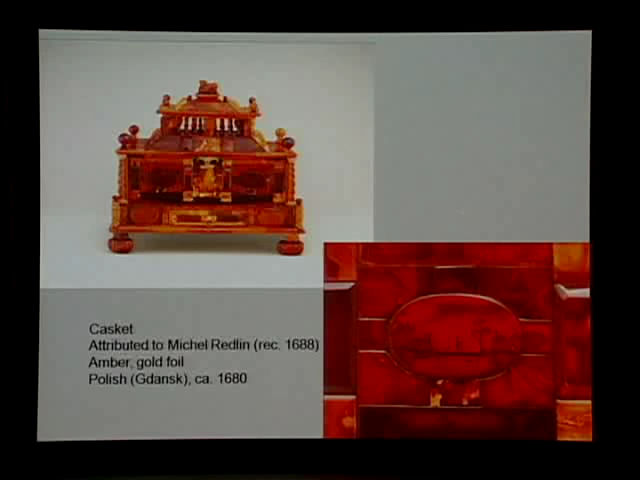 Casket
Attributed to Michel Redlin (rec. 1688)
Amber, gold foil
Polish (Gdansk), ca. 1680